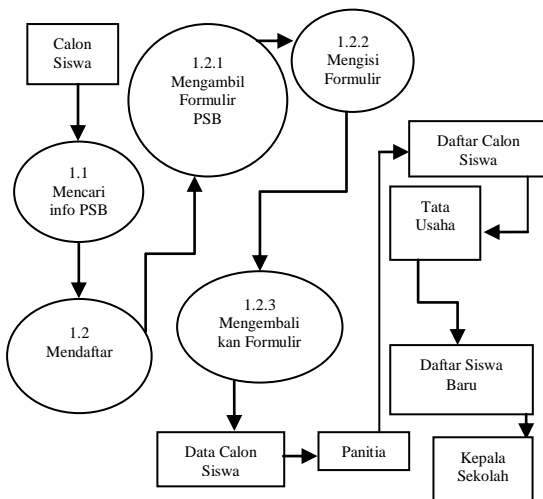 Calon
Siswa
1.1
Mencari
info PSB
1.2
Mendaftar
1.2.1
Mengambil
Formulir
PSB
1.2.2
Mengisi
Formulir
1.2.3
Mengembali
kan Formulir
Data Calon
Siswa
Panitia
Daftar Calon
Siswa
Tata
Usaha
Daftar Siswa
Baru
Kepala
Sekolah